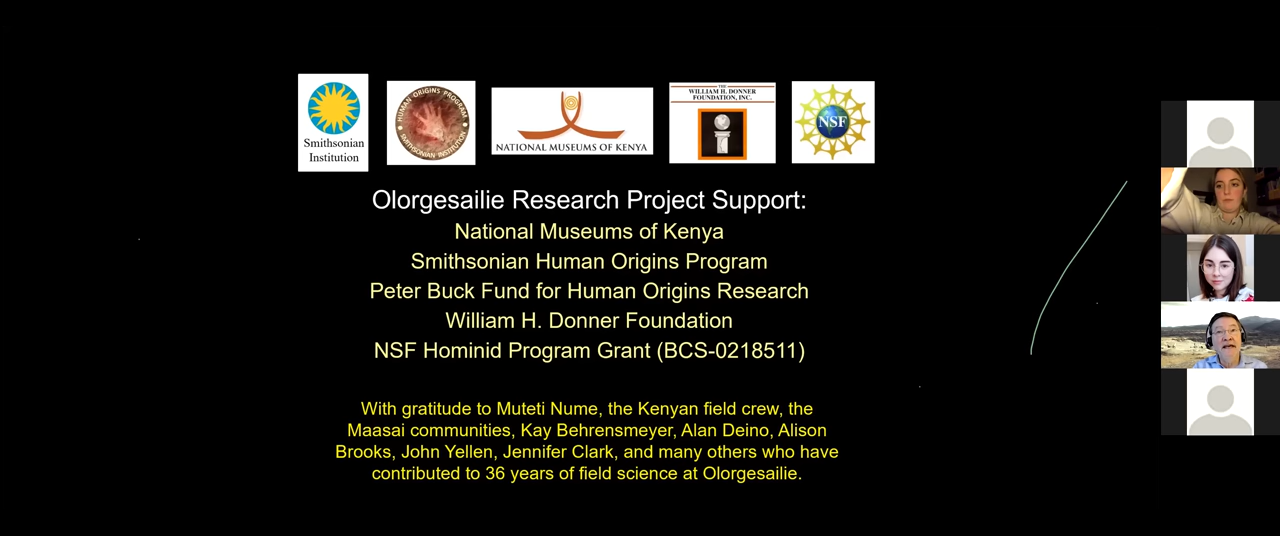 Smithsonian
Institution
HUMAN ORIGINS PROGRAM
SMITHSONIAN INSTITUTION
NATIONAL MUSEUMS OF KENYA
THE
WILLIAM H. DONNER
FOUNDATION, INC.
NSF
Olorgesailie Research Project Support:
National Museums of Kenya
Smithsonian Human Origins Program
Peter Buck Fund for Human Origins Research
William H. Donner Foundation
NSF Hominid Program Grant (BCS-0218511)
With gratitude to Muteti Nume, the Kenyan field crew, the
Maasai communities, Kay Behrensmeyer, Alan Deino, Alison
Brooks, John Yellen, Jennifer Clark, and many others who have
contributed to 36 years of field science at Olorgesailie.